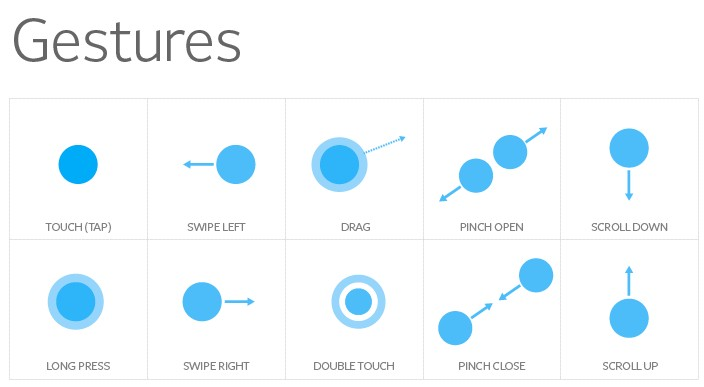 Gestures
TOUCH (TAP)
SWIPE LEFT
DRAG
PINCH OPEN
SCROLL DOWN
LONG PRESS
SWIPE RIGHT
DOUBLE TOUCH
PINCH CLOSE
SCROLL UP